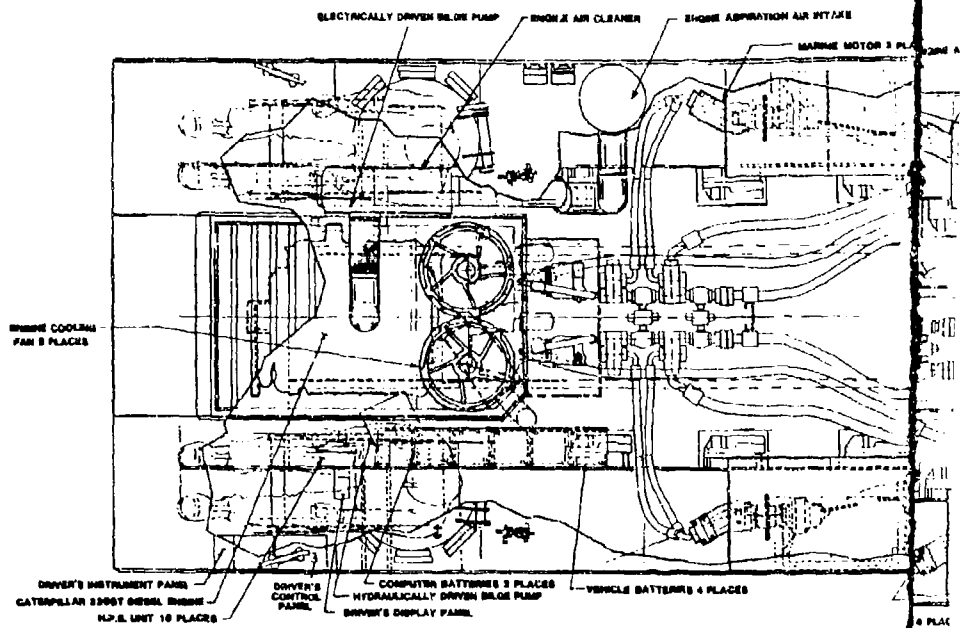 ELECTRICALLY DRIVEN BILGE PUMP
ENGINE AIR CLEANER
ENGINE ASPIRATION AIR INTAKE
MARINE MOTOR 2
ENGINE COOLING
FAN 2 PLACES
DRIVER'S INSTRUMENT PANEL
CATERPILLAR DIESEL ENGINE
UNIT 10 PLACES
DRIVER'S
CONTROL
PANEL
COMPUTER BATTERIES 2 PLACES
HYDRAULICALLY DRIVEN BILGE PUMP
DRIVER'S DISPLAY PANEL
VEHICLE BATTERIES 4 PLACES